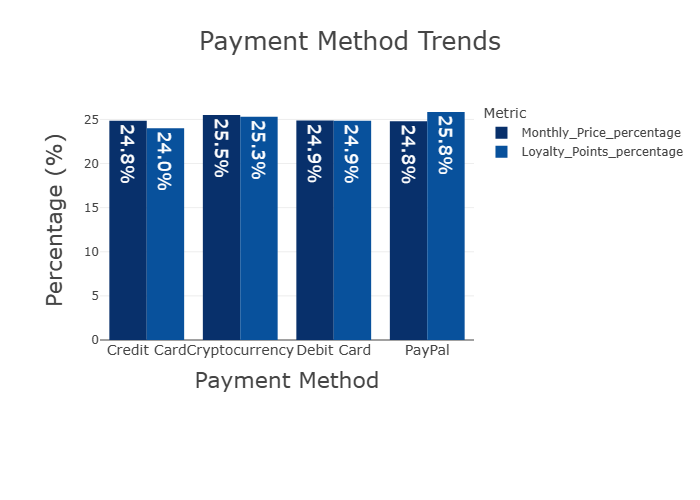 Payment Method Trends
Metric
Monthly_Price_percentage
Loyalty_Points_percentage
Percentage (%)
25
20
15
10
5
0
24.8%
24.0%
25.5%
25.3%
24.9%
24.9%
24.8%
25.8%
Credit Card
Cryptocurrency
Debit Card
PayPal
Payment Method